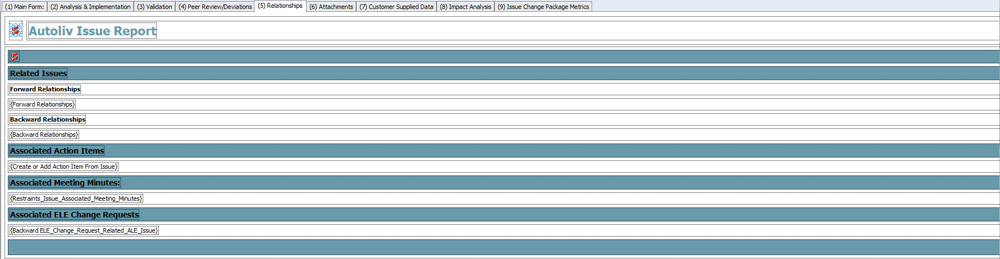 (1) Main Form: (2) Analysis & Implementation (3) Validation (4) Peer Review/Deviations (5) Relationships (6) Attachments (7) Customer Supplied Data (8) Impact Analysis (9) Issue Change Package Metrics
Autoliv Issue Report
Related Issues
Forward Relationships
{Forward Relationships}
Backward Relationships
{Backward Relationships}
Associated Action Items
{Create or Add Action Item From Issue}
Associated Meeting Minutes:
{Restraints_Issue_Associated_Meeting_Minutes}
Associated ELE Change Requests
{Backward ELE_Change_Request_Related_ALE_Issue}